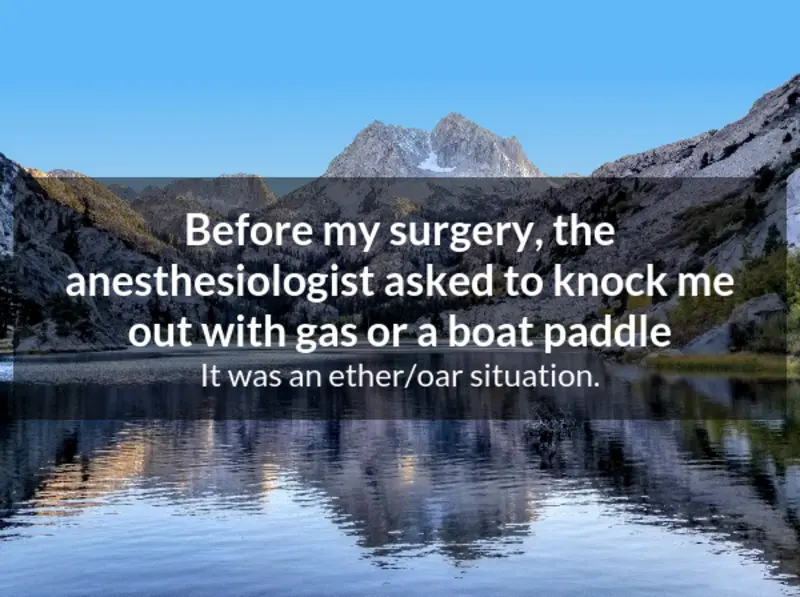 Before my surgery, the
anesthesiologist asked to knock me
out with gas or a boat paddle
It was an ether/oar situation.